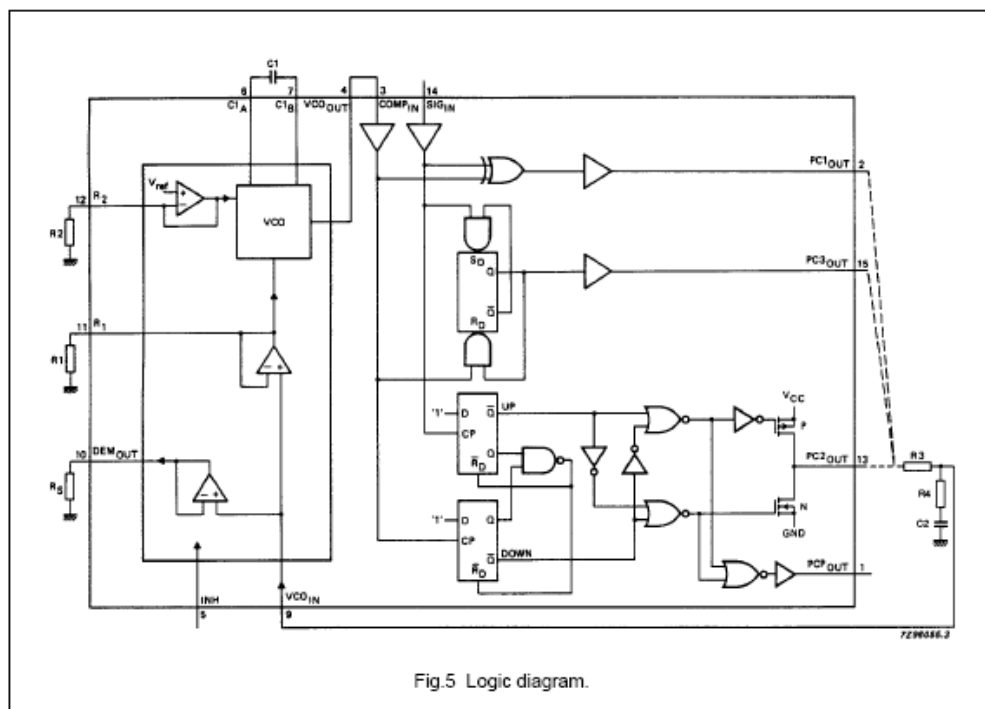 C1
6 7 4 3 14
C1A C1B VCOOUT COMPIN SIGIN
PC1OUT 2
Vref
+
−
12 R2
VCO
R2
SD
Q
PC3OUT 15
Q
RD
11 R1
R1
− +
VCC
'1' D Q UP
P
CP
Q
DEMOUT
10
RD
PC2OUT 13
R3
RS
− +
R4
'1' D Q
N
C2
CP
GND
Q DOWN
RD
PCPOUT 1
INH VCOIN
5 9
7Z98086.3
Fig.5 Logic diagram.